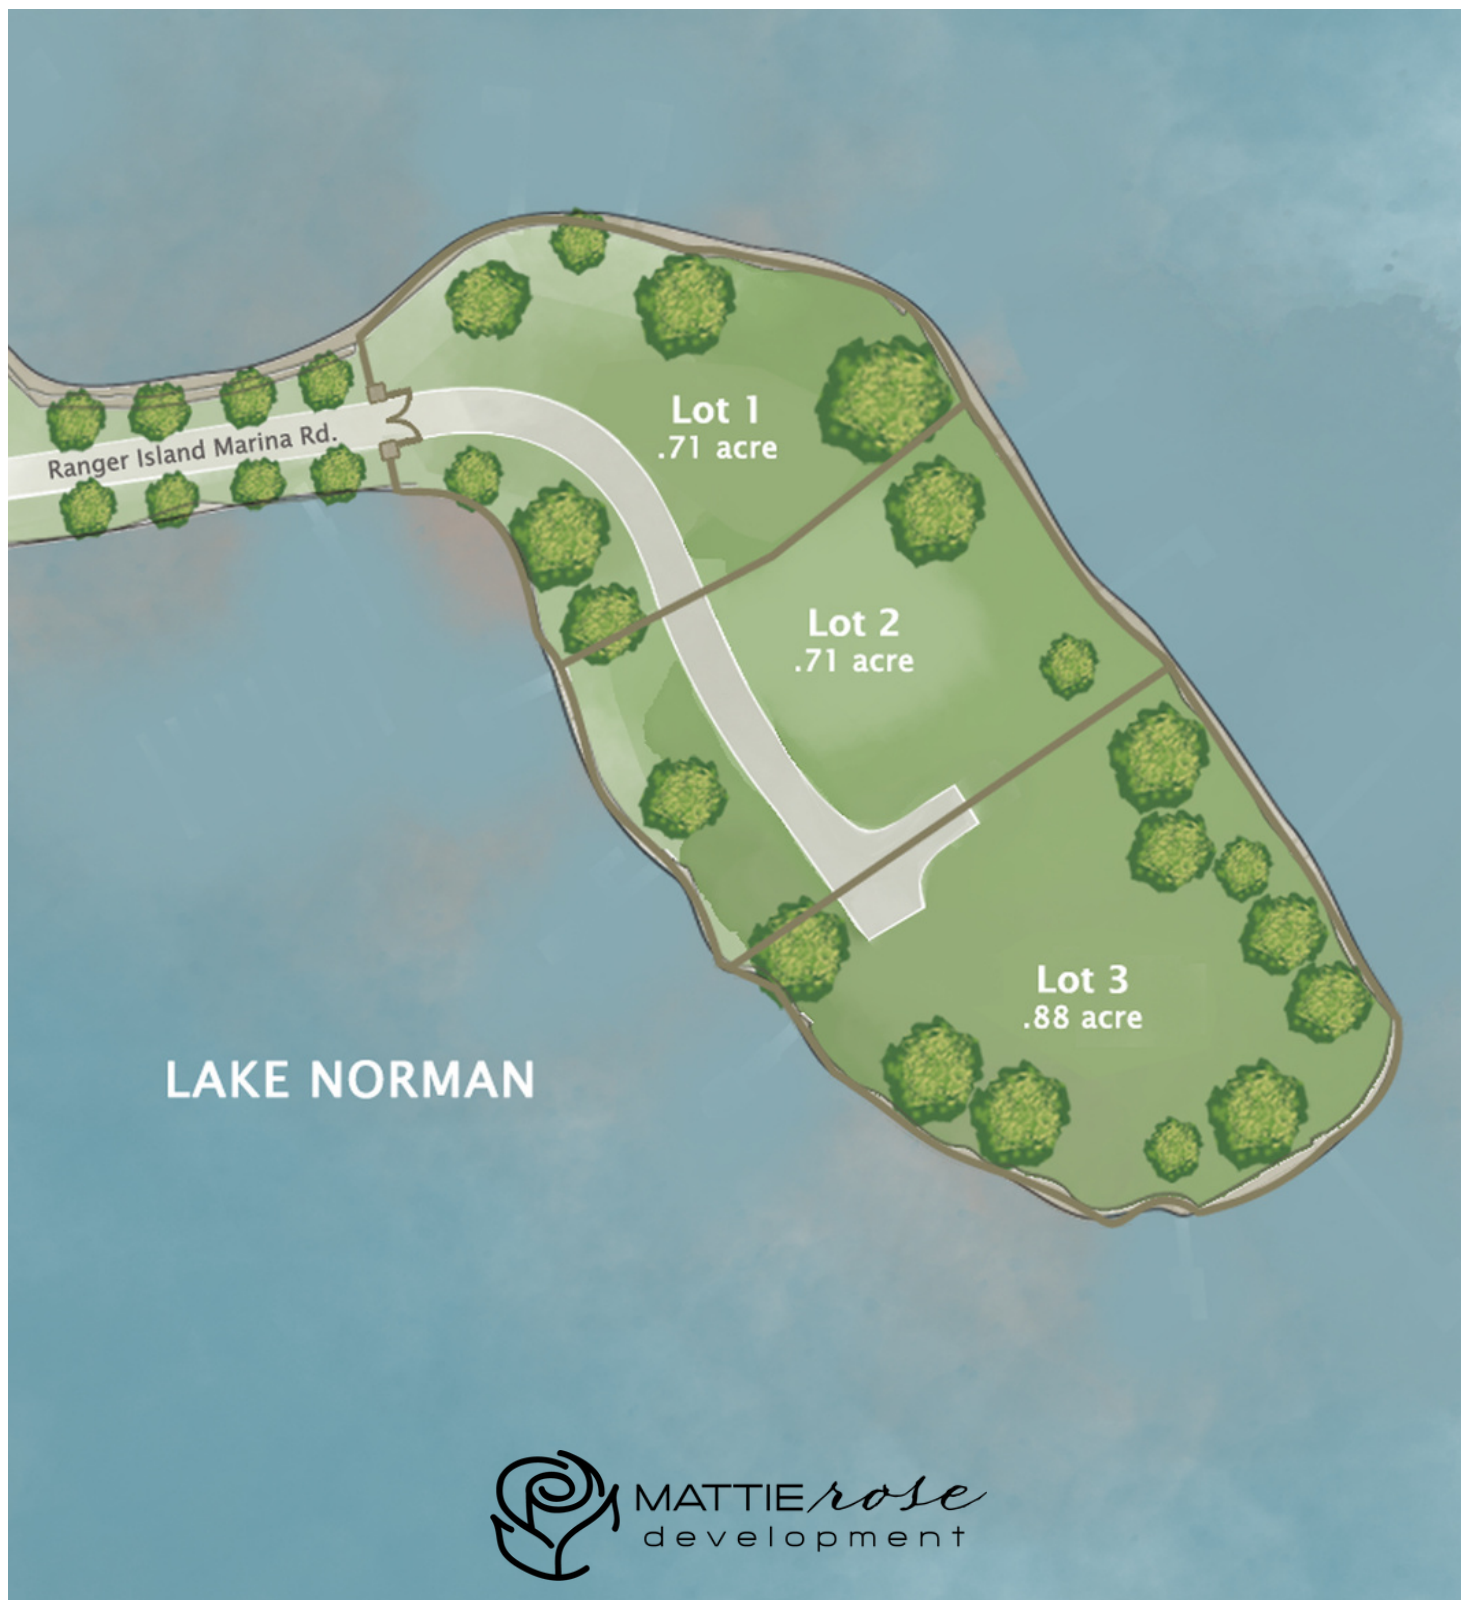 Ranger Island Marina Rd.
Lot 1
.71 acre
Lot 2
.71 acre
Lot 3
.88 acre
LAKE NORMAN
MATTIE rose
development